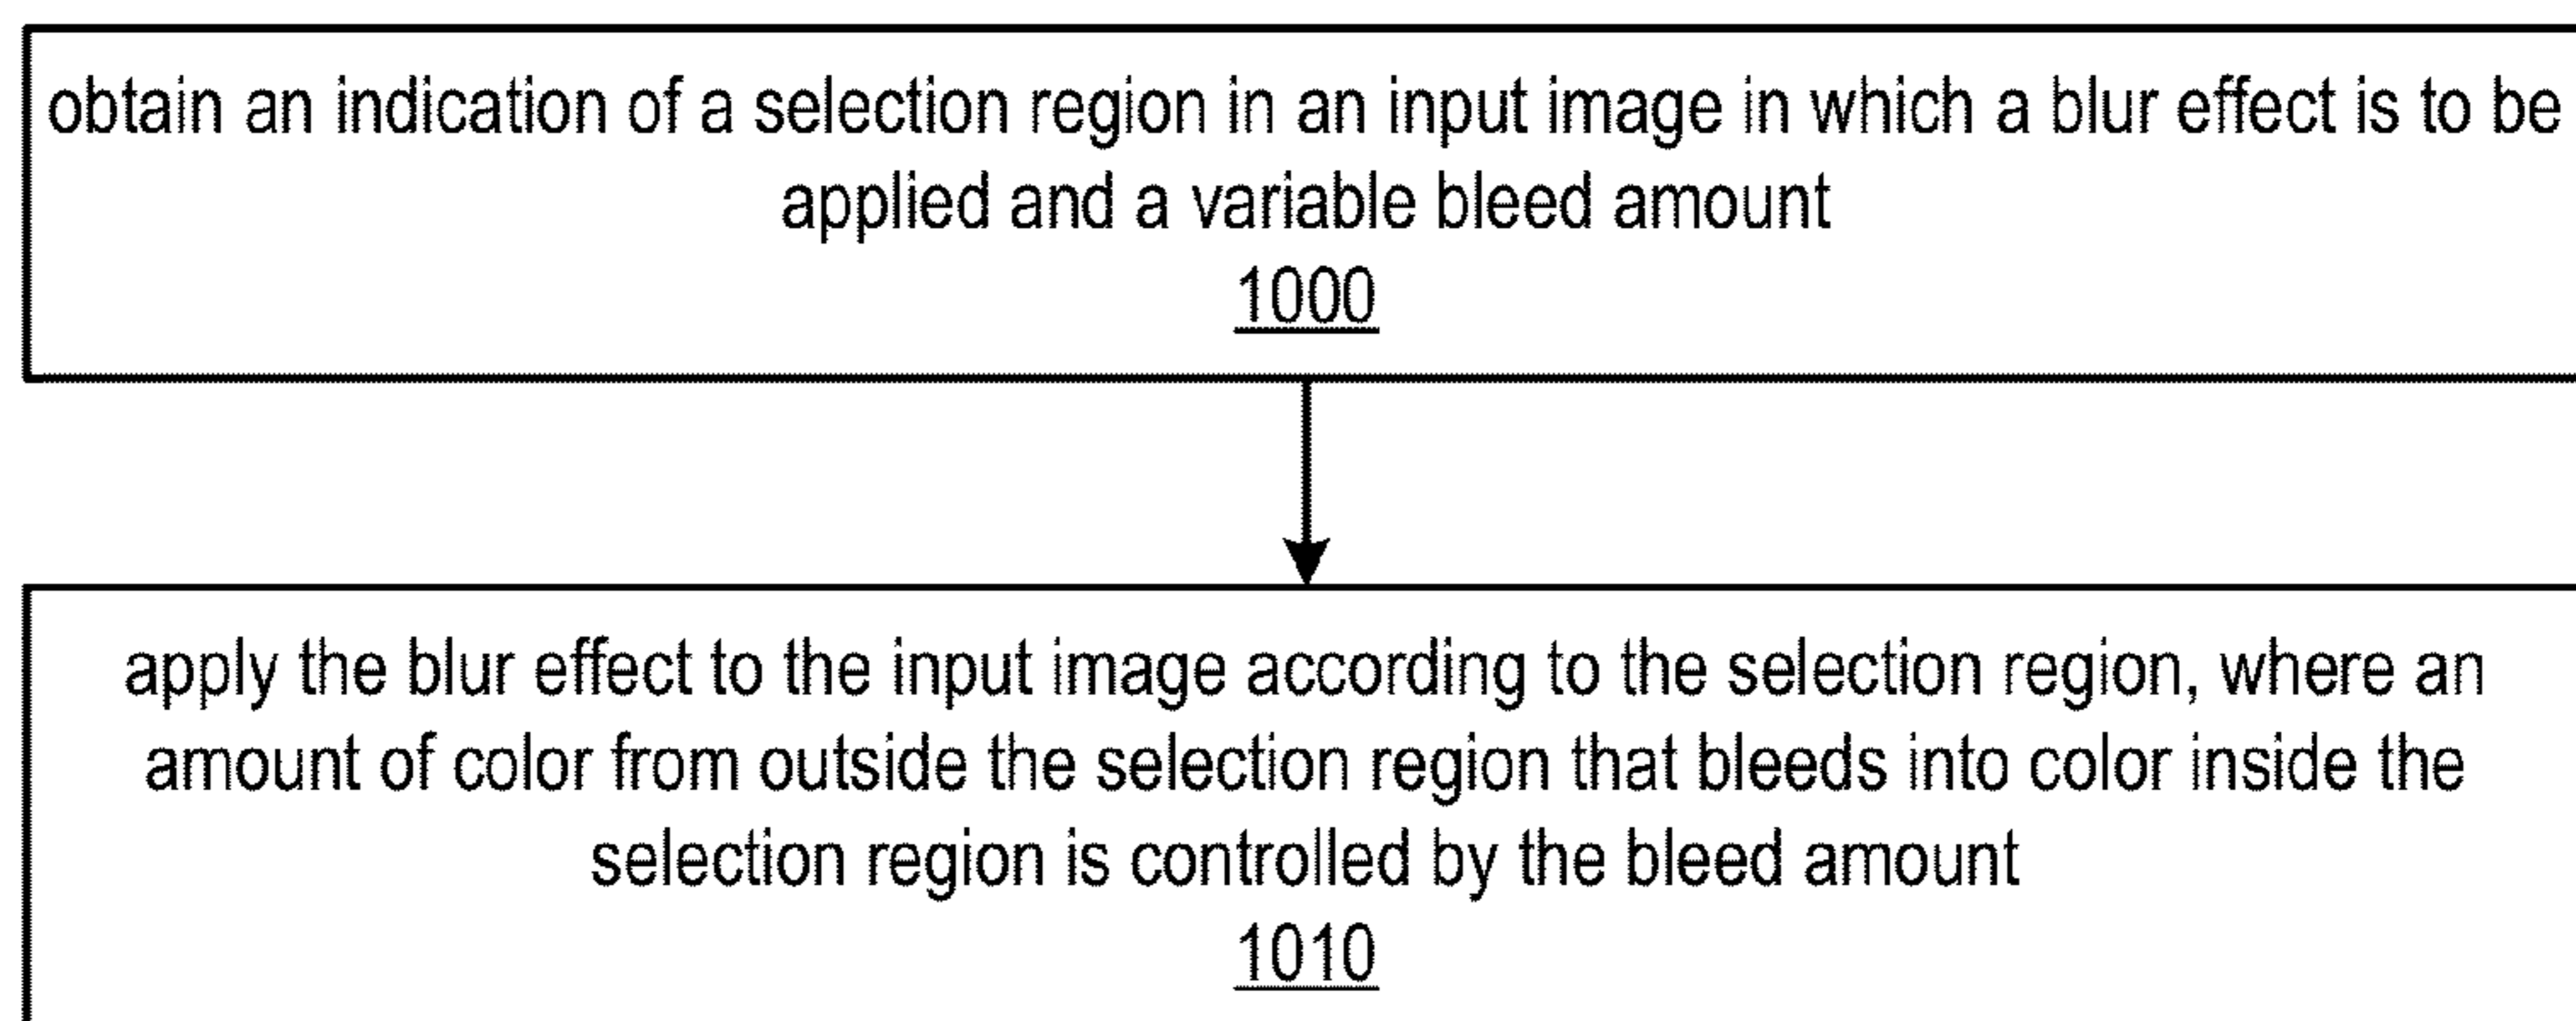 obtain an indication of a selection region in an input image in which a blur effect is to be
applied and a variable bleed amount
1000
apply the blur effect to the input image according to the selection region, where an
amount of color from outside the selection region that bleeds into color inside the
selection region is controlled by the bleed amount
1010